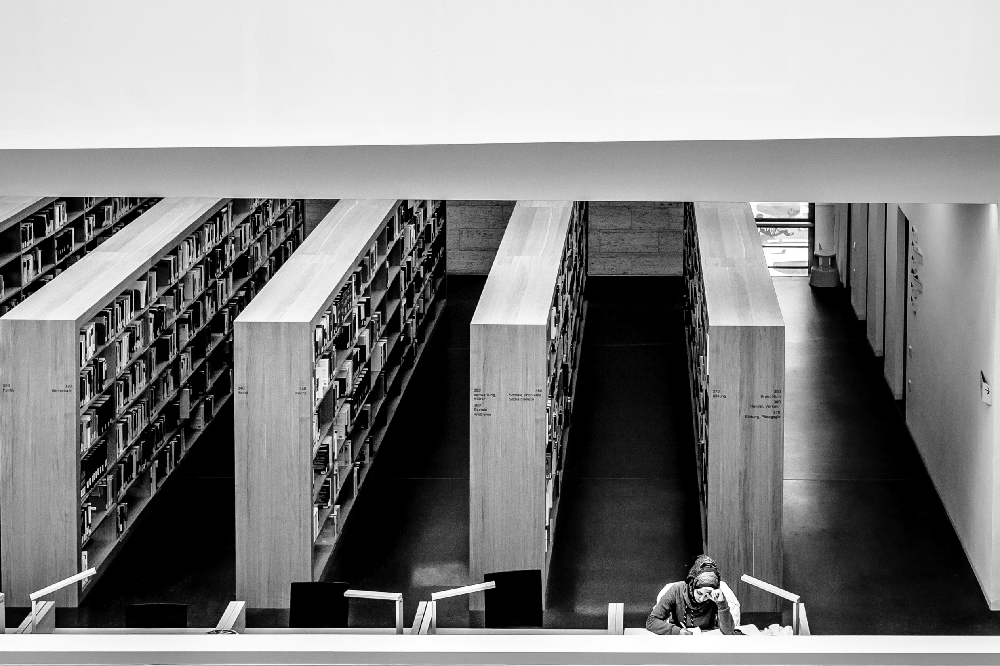 320
Politik
330
Wirtschaft
340
Recht
340
Recht
350
Verwaltung,
Militär
360
Soziale
Probleme
360
Soziale Probleme,
Sozialdienste
370
Bildung
390
Brauchtum
380
Handel, Verkehr
370
Bildung, Pädagogik